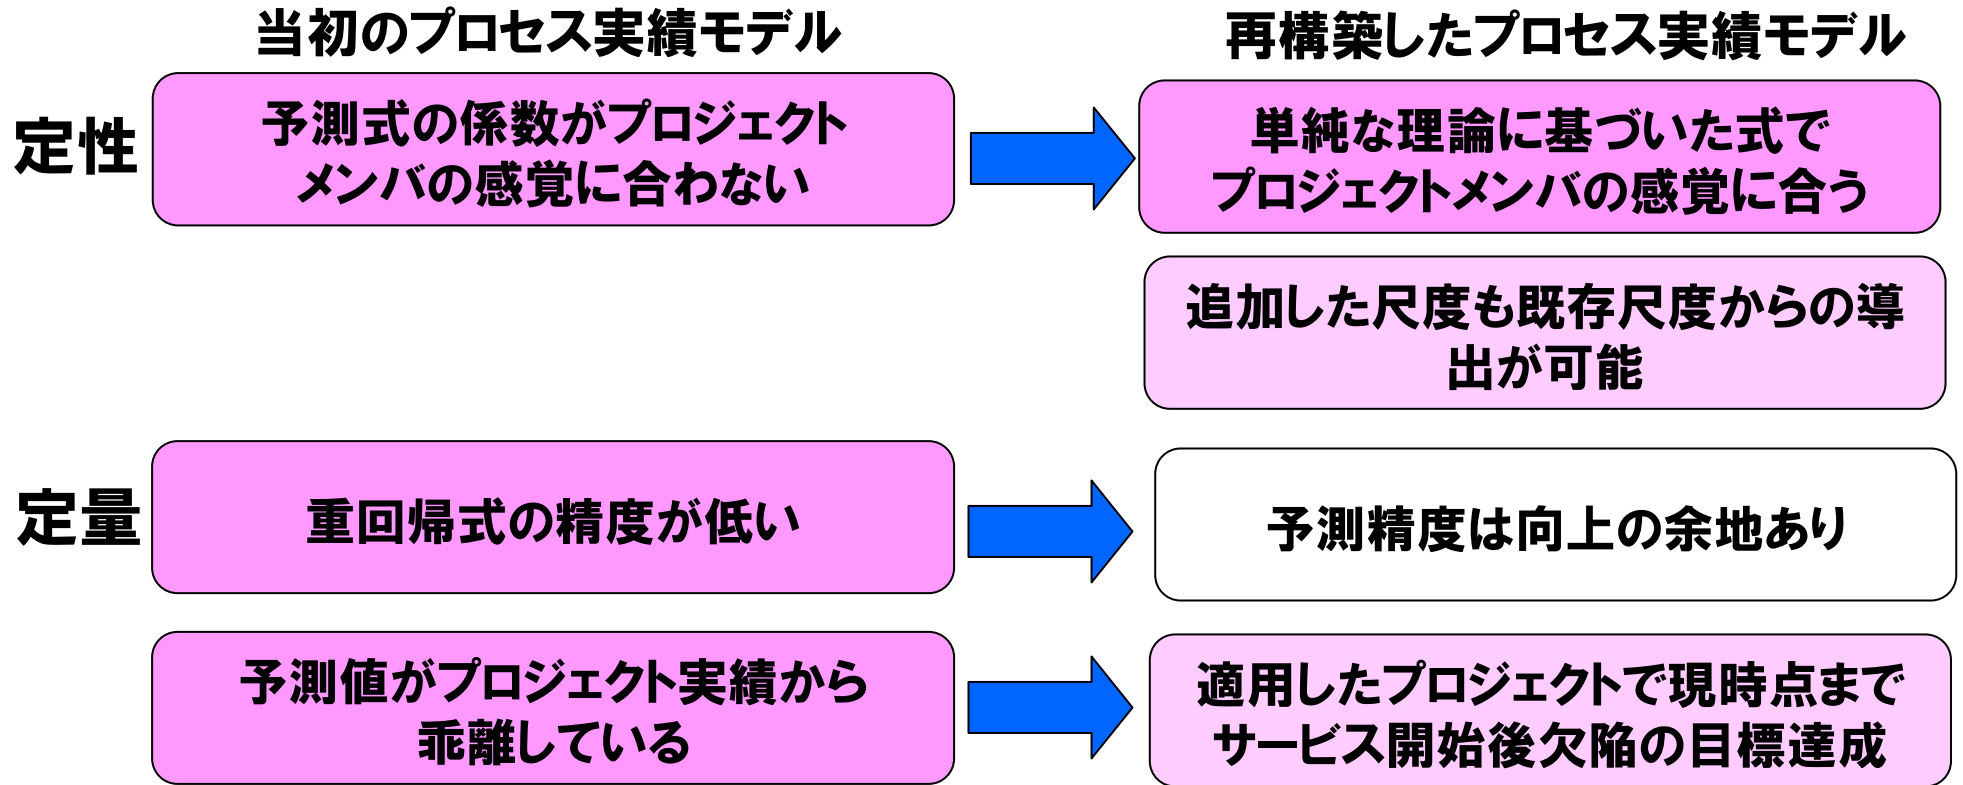 当初のプロセス実績モデル
再構築したプロセス実績モデル
定性
予測式の係数がプロジェクト
メンバの感覚に合わない
単純な理論に基づいた式で
プロジェクトメンバの感覚に合う
追加した尺度も既存尺度からの導
出が可能
定量
重回帰式の精度が低い
予測精度は向上の余地あり
予測値がプロジェクト実績から
乖離している
適用したプロジェクトで現時点まで
サービス開始後欠陥の目標達成